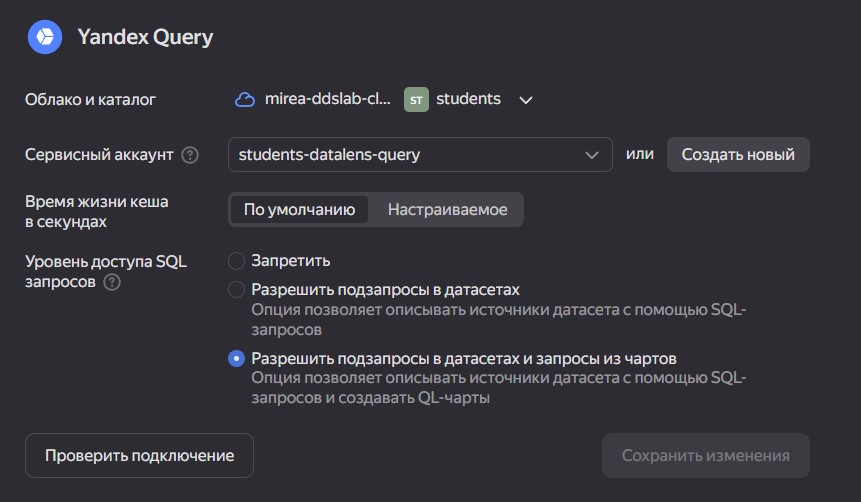 Yandex Query
Облако и каталог mirea-ddslab-cl... ST students
Сервисный аккаунт ? students-datalens-query или Создать новый
Время жизни кеша
в секундах
По умолчанию Настраиваемое
Уровень доступа SQL
запросов ?
Запретить
Разрешить подзапросы в датасетах
Опция позволяет описывать источники датасета с помощью SQL-
запросов
Разрешить подзапросы в датасетах и запросы из чартов
Опция позволяет описывать источники датасета с помощью SQL-
запросов и создавать QL-чарты
Проверить подключение Сохранить изменения